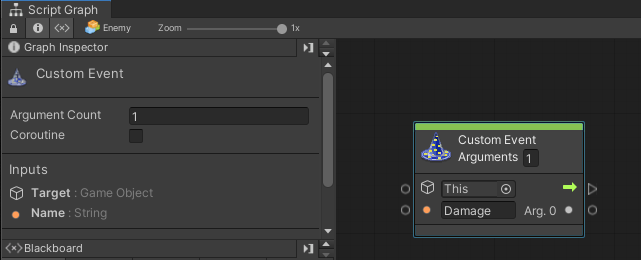 Script Graph
Enemy Zoom 1x
Graph Inspector
Custom Event
Argument Count 1
Coroutine
Inputs
Target : Game Object
Name : String
Blackboard
Custom Event
Arguments 1
This
Damage Arg. 0